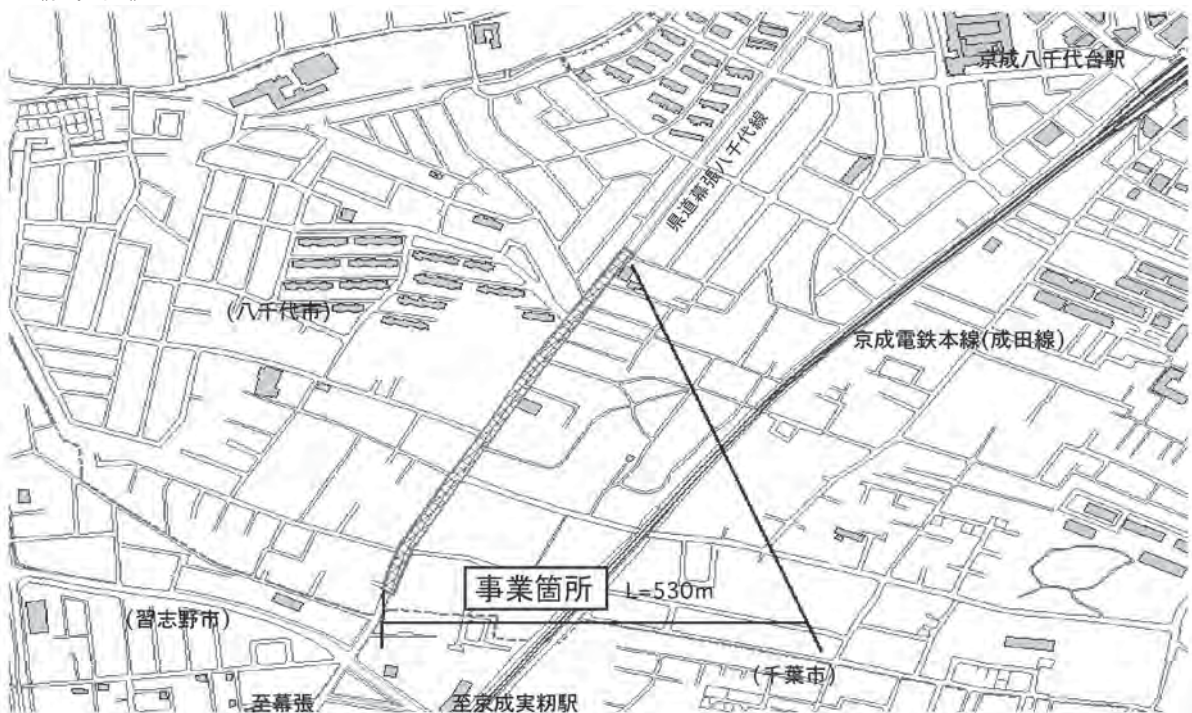 京成八千代台駅
県道幕張八千代線
(八千代市)
京成電鉄本線(成田線)
事業箇所 L=530m
(習志野市)
(千葉市)
至幕張
至京成実籾駅